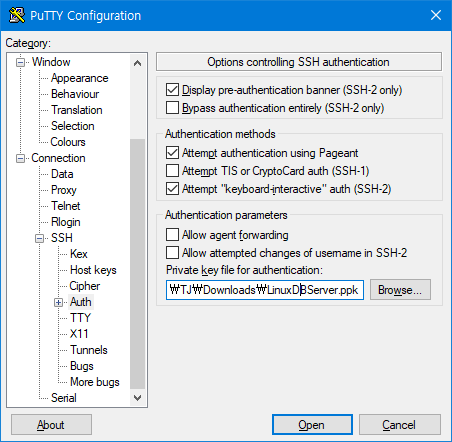 PuTTY Configuration
Category:
Window
Appearance
Behaviour
Translation
Selection
Colours
Connection
Data
Proxy
Telnet
Rlogin
SSH
Kex
Host keys
Cipher
Auth
TTY
X11
Tunnels
Bugs
More bugs
Serial
Options controlling SSH authentication
Display pre-authentication banner (SSH-2 only)
Bypass authentication entirely (SSH-2 only)
Authentication methods
Attempt authentication using Pageant
Attempt TIS or CryptoCard auth (SSH-1)
Attempt "keyboard-interactive" auth (SSH-2)
Authentication parameters
Allow agent forwarding
Allow attempted changes of username in SSH-2
Private key file for authentication:
₩TJ₩Downloads₩LinuxDBServer.ppk Browse...
About Open Cancel